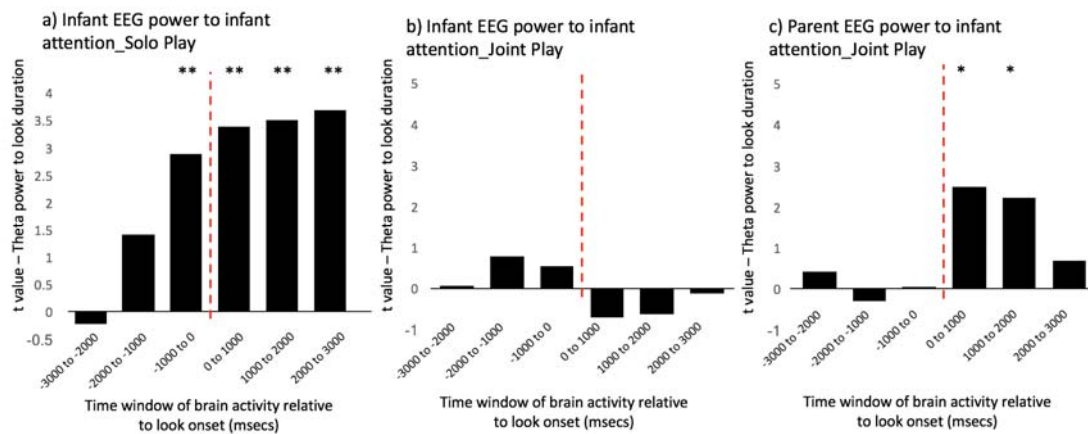 a) Infant EEG power to infant
attention_Solo Play
** ** ** **
t value – Theta power to look duration
4
3.5
3
2.5
2
1.5
1
0.5
0
-0.5
-3000 to -2000
-2000 to -1000
-1000 to 0
0 to 1000
1000 to 2000
2000 to 3000
Time window of brain activity relative
to look onset (msecs)
b) Infant EEG power to infant
attention_Joint Play
t value – Theta power to look duration
5
4
3
2
1
0
-1
-3000 to -2000
-2000 to -1000
-1000 to 0
0 to 1000
1000 to 2000
2000 to 3000
Time window of brain activity relative
to look onset (msecs)
c) Parent EEG power to infant
attention_Joint Play
* *
t value – Theta power to look duration
5
4
3
2
1
0
-1
-3000 to -2000
-2000 to -1000
-1000 to 0
0 to 1000
1000 to 2000
2000 to 3000
Time window of brain activity relative
to look onset (msecs)